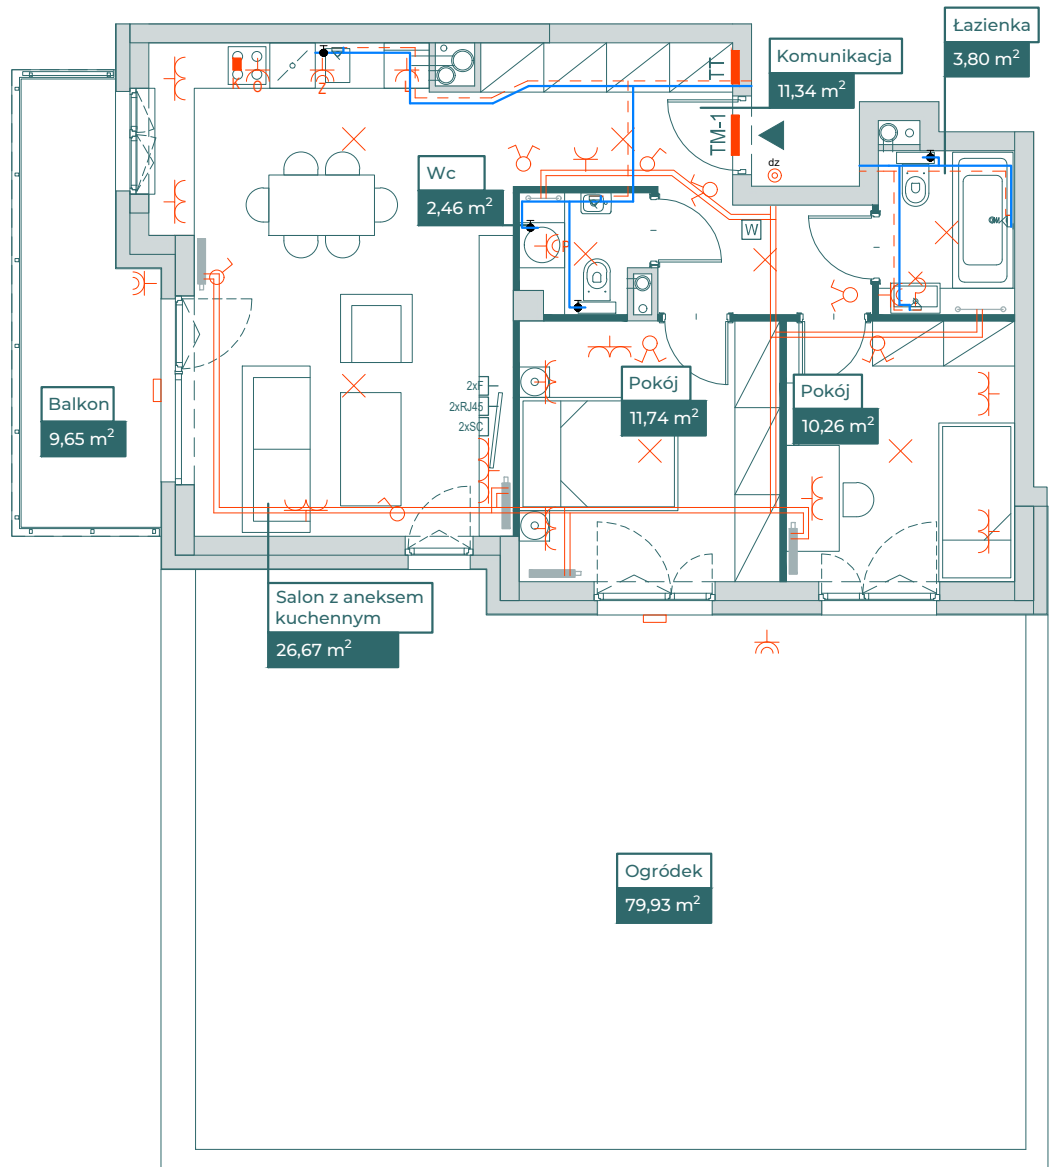 Łazienka
3,80 m²
Komunikacja
11,34 m²
TT
TM-1
dz
K
O
Z
L
Wc
2,46 m²
P
W
Balkon
9,65 m²
2xF
2xRJ45
2xSC
Pokój
11,74 m²
Pokój
10,26 m²
Salon z aneksem
kuchennym
26,67 m²
Ogródek
79,93 m²